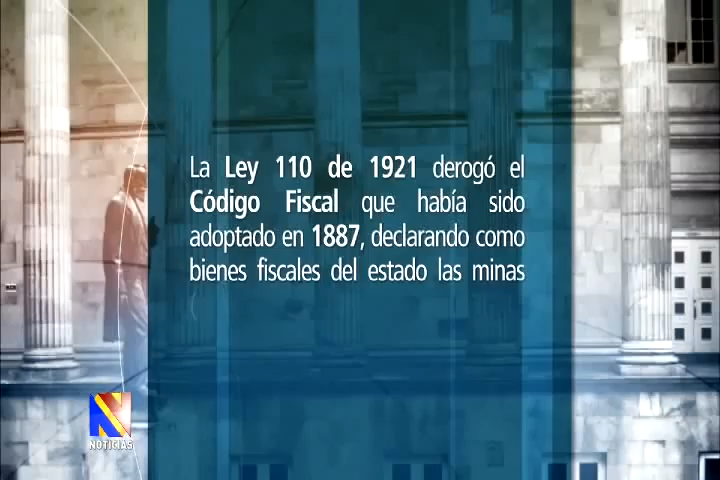 La Ley 110 de 1921 derogó el
Código Fiscal que había sido
adoptado en 1887, declarando como
bienes fiscales del estado las minas
NOTICIAS